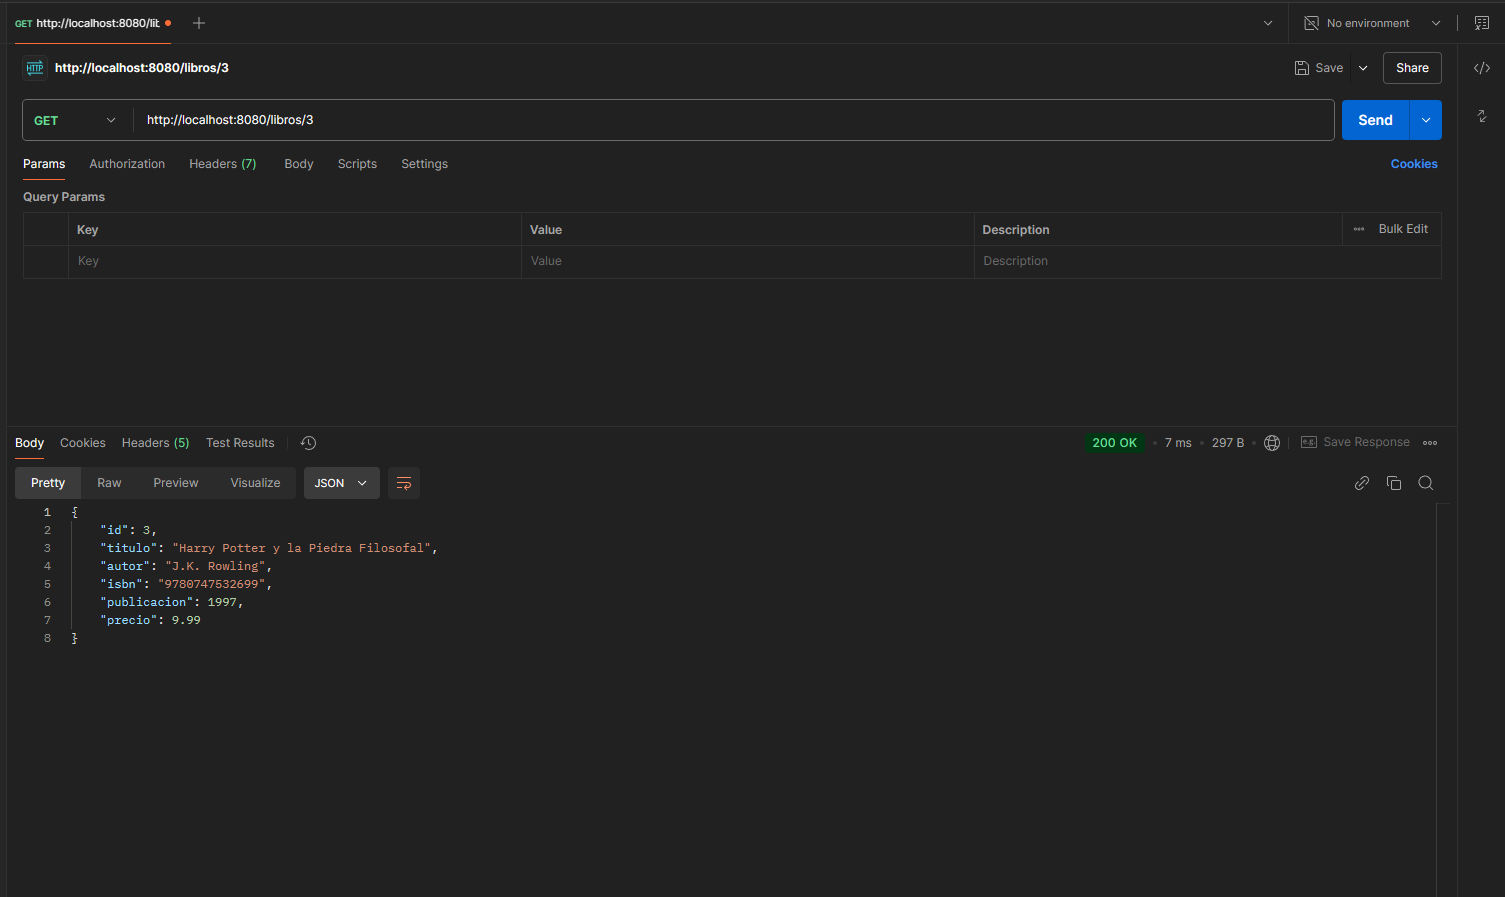 GET http://localhost:8080/lib
No environment
HTTP http://localhost:8080/libros/3
Save
Share
GET http://localhost:8080/libros/3
Send
Params Authorization Headers (7) Body Scripts Settings
Cookies
Query Params
Key Value Description Bulk Edit
Key Value Description
Body Cookies Headers (5) Test Results
200 OK • 7 ms • 297 B
e.g. Save Response
Pretty Raw Preview Visualize JSON
1 {
2 "id": 3,
3 "titulo": "Harry Potter y la Piedra Filosofal",
4 "autor": "J.K. Rowling",
5 "isbn": "9780747532699",
6 "publicacion": 1997,
7 "precio": 9.99
8 }